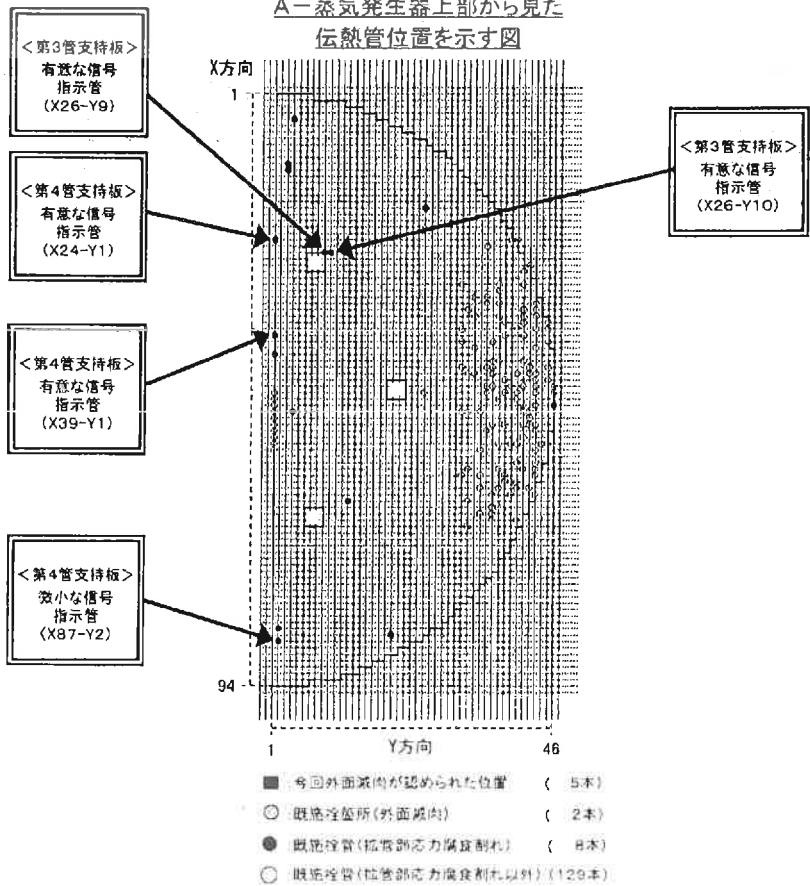 A－蒸気発生器上部から見た
伝熱管位置を示す図
X方向
＜第3管支持板＞
有意な信号
指示管
(X26-Y9)
1
＜第3管支持板＞
有意な信号
指示管
(X26-Y10)
＜第4管支持板＞
有意な信号
指示管
(X24-Y1)
＜第4管支持板＞
有意な信号
指示管
(X39-Y1)
＜第4管支持板＞
微小な信号
指示管
(X87-Y2)
94
1
Y方向
46
今回外面減肉が認められた位置 ( 5本)
既施栓箇所(外面減肉) ( 2本)
既施栓管(拡管部応力腐食割れ) ( 8本)
既施栓管(拡管部応力腐食割れ以外) (129本)